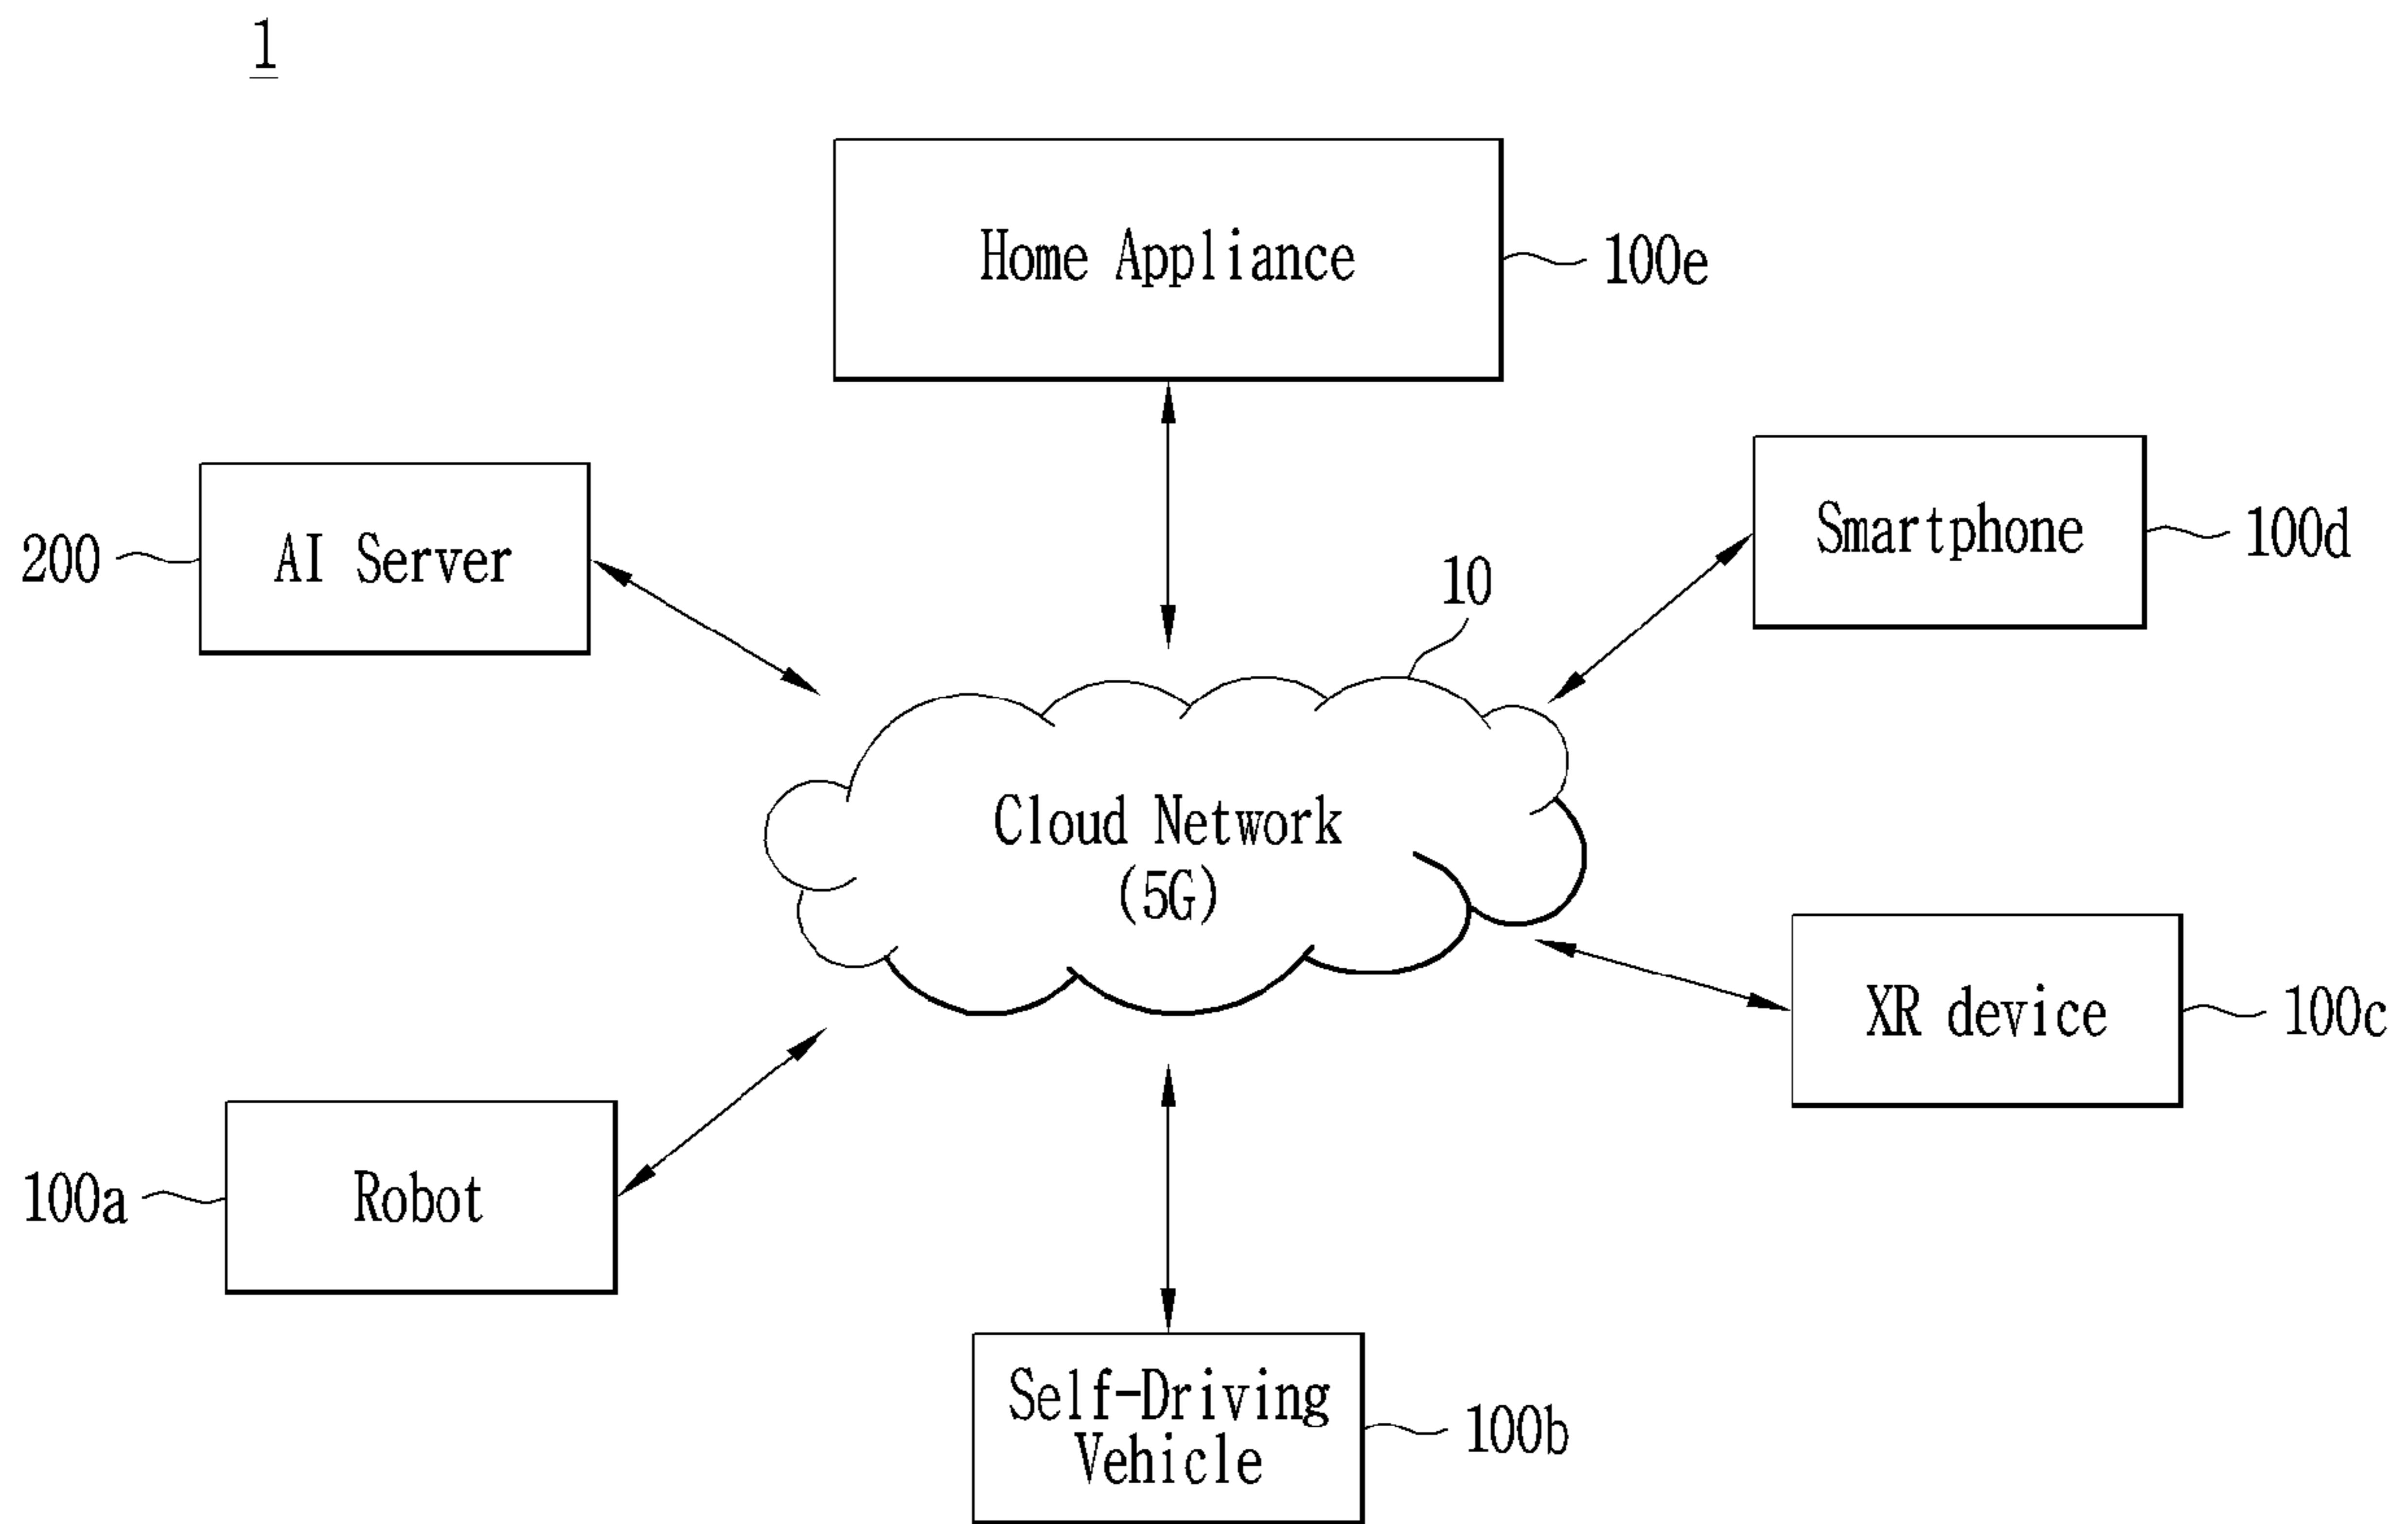 1
Home Appliance
100e
Smartphone
100d
200
AI Server
10
Cloud Network
(5G)
XR device
100c
100a
Robot
Self-Driving
Vehicle
100b